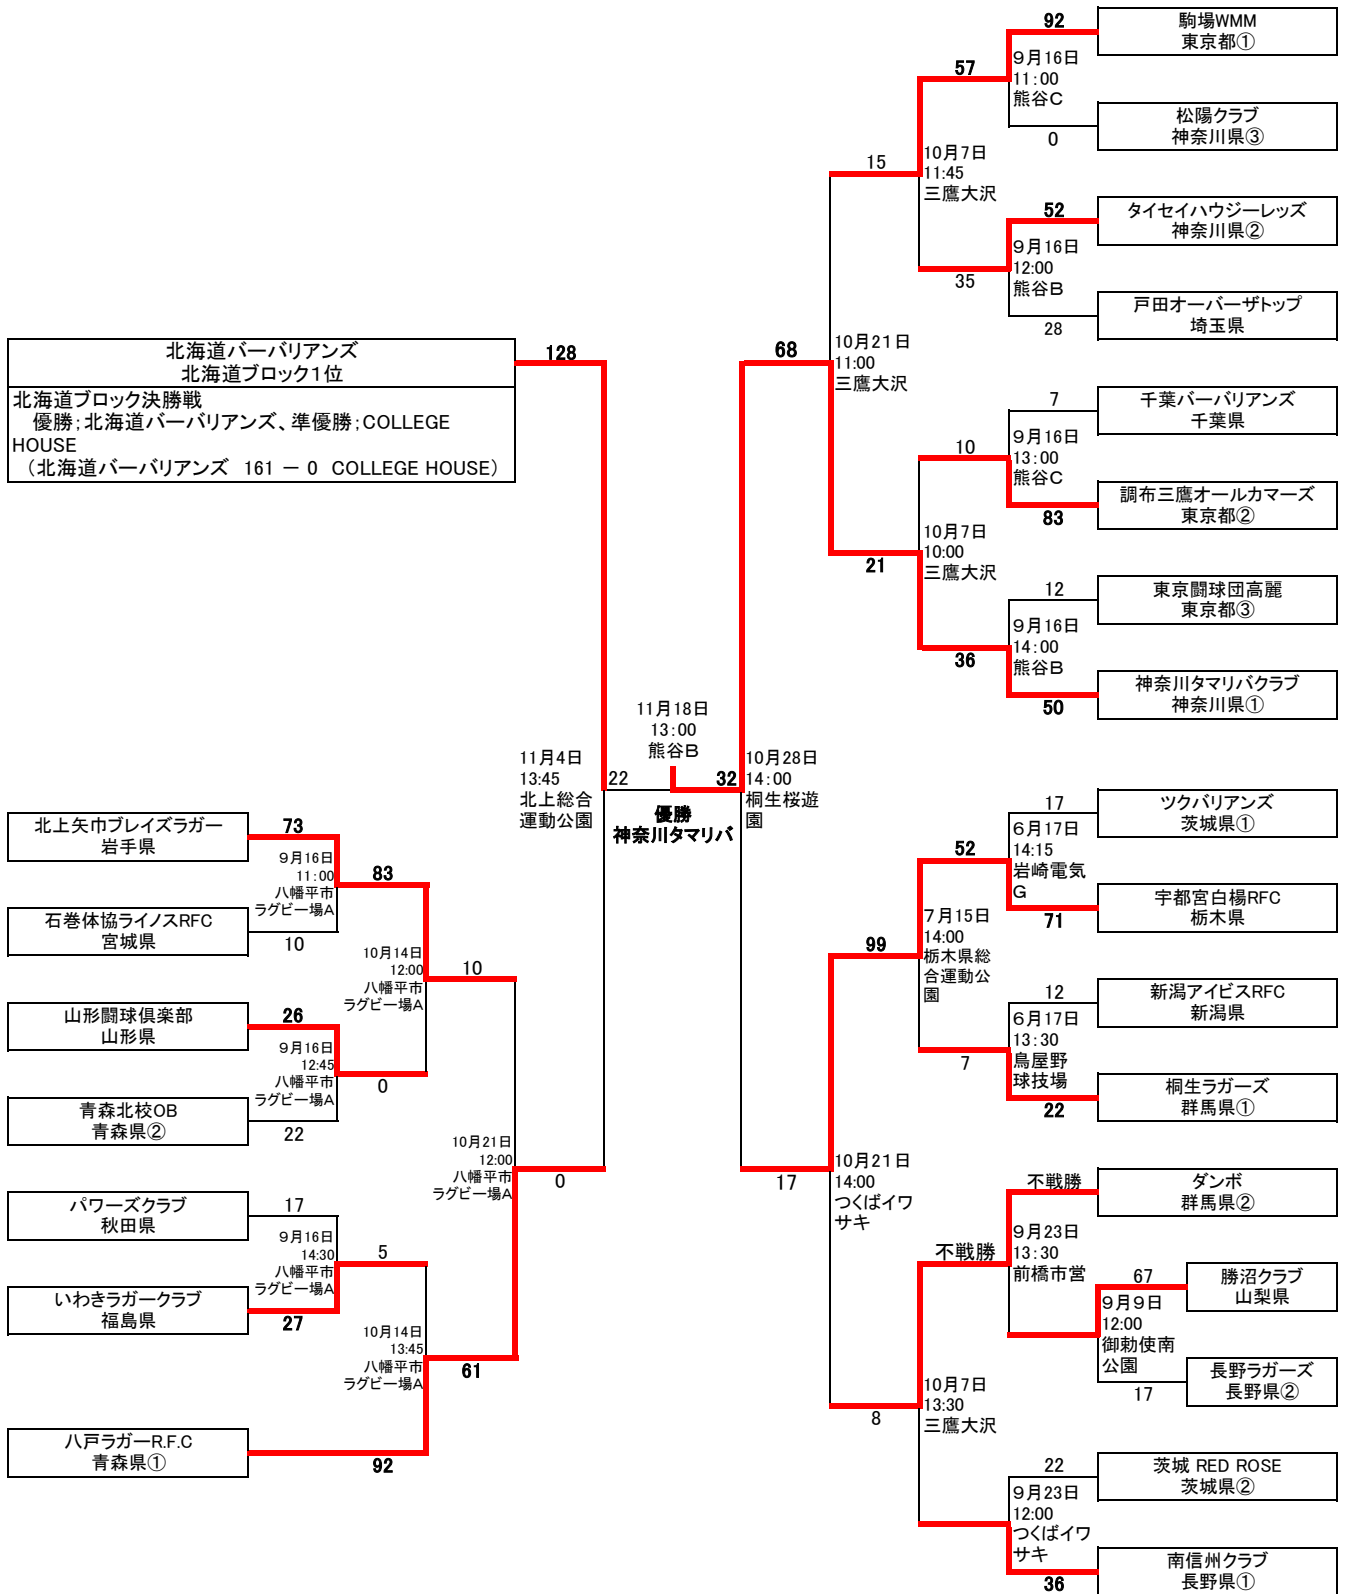 北海道バーバリアンズ
北海道ブロック1位
北海道ブロック決勝戦
優勝;北海道バーバリアンズ、準優勝;COLLEGE
HOUSE
（北海道バーバリアンズ 161 － 0 COLLEGE HOUSE）
128
北上矢巾ブレイズラガー
岩手県
73
9月16日
11:00
八幡平市
ラグビー場A
石巻体協ライノスRFC
宮城県
10
83
山形闘球倶楽部
山形県
26
9月16日
12:45
八幡平市
ラグビー場A
青森北校OB
青森県②
22
0
10月14日
12:00
八幡平市
ラグビー場A
10
パワーズクラブ
秋田県
17
9月16日
14:30
八幡平市
ラグビー場A
いわきラガークラブ
福島県
27
5
10月14日
13:45
八幡平市
ラグビー場A
八戸ラガーR.F.C
青森県①
92
61
10月21日
12:00
八幡平市
ラグビー場A
0
11月4日
13:45
北上総合
運動公園
22
11月18日
13:00
熊谷B
32
優勝
神奈川タマリバ
10月28日
14:00
桐生桜遊
園
68
17
駒場WMM
東京都①
92
9月16日
11:00
熊谷C
松陽クラブ
神奈川県③
0
57
10月7日
11:45
三鷹大沢
タイセイハウジーレッズ
神奈川県②
52
9月16日
12:00
熊谷B
戸田オーバーザトップ
埼玉県
28
35
15
10月21日
11:00
三鷹大沢
千葉バーバリアンズ
千葉県
7
9月16日
13:00
熊谷C
調布三鷹オールカマーズ
東京都②
83
10
10月7日
10:00
三鷹大沢
21
東京闘球団高麗
東京都③
12
9月16日
14:00
熊谷B
神奈川タマリバクラブ
神奈川県①
50
36
ツクバリアンズ
茨城県①
17
6月17日
14:15
岩崎電気
G
宇都宮白楊RFC
栃木県
71
52
7月15日
14:00
栃木県総
合運動公
園
99
新潟アイビスRFC
新潟県
12
6月17日
13:30
鳥屋野
球技場
桐生ラガーズ
群馬県①
22
7
10月21日
14:00
つくばイワ
サキ
ダンボ
群馬県②
不戦勝
9月23日
13:30
前橋市営
勝沼クラブ
山梨県
67
9月9日
12:00
御勅使南
公園
長野ラガーズ
長野県②
17
不戦勝
10月7日
13:30
三鷹大沢
8
茨城 RED ROSE
茨城県②
22
9月23日
12:00
つくばイワ
サキ
南信州クラブ
長野県①
36